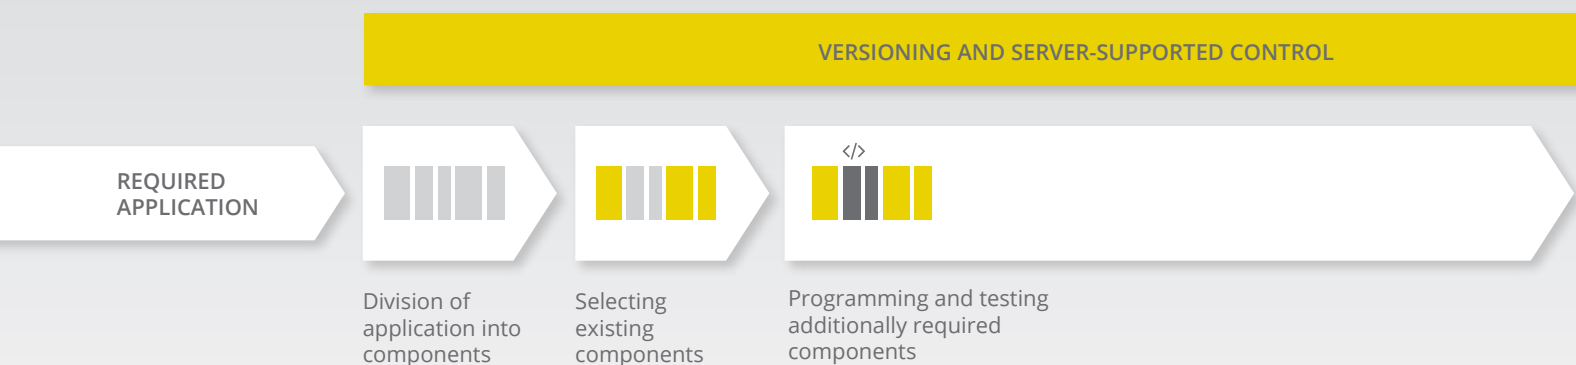 VERSIONING AND SERVER-SUPPORTED CONTROL
REQUIRED
APPLICATION
</>
Division of
application into
components
Selecting
existing
components
Programming and testing
additionally required
components